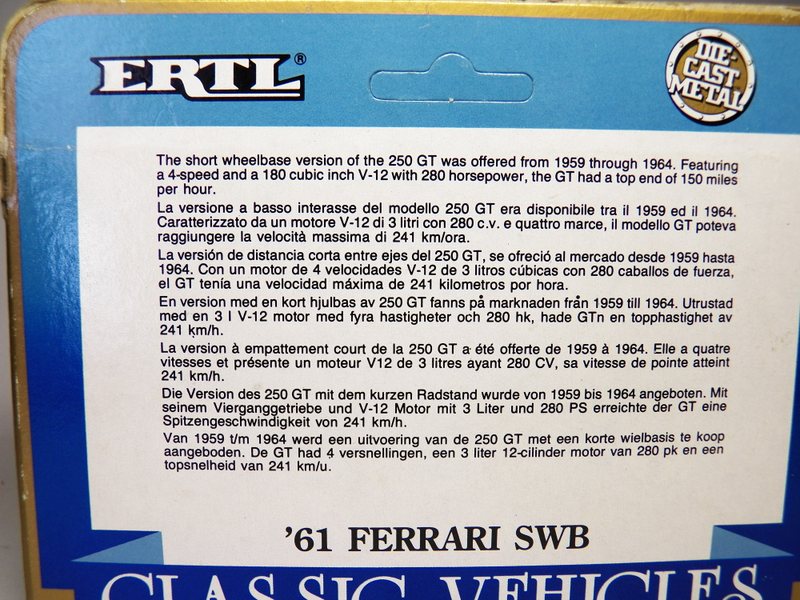 ERTL®
DIE-
CAST
METAL
The short wheelbase version of the 250 GT was offered from 1959 through 1964. Featuring
a 4-speed and a 180 cubic inch V-12 with 280 horsepower, the GT had a top end of 150 miles
per hour.
La versione a basso interasse del modello 250 GT era disponibile tra il 1959 ed il 1964.
Caratterizzato da un motore V-12 di 3 litri con 280 c.v. e quattro marce, il modello GT poteva
raggiungere la velocità massima di 241 km/ora.
La versión de distancia corta entre ejes del 250 GT, se ofreció al mercado desde 1959 hasta
1964. Con un motor de 4 velocidades V-12 de 3 litros cúbicas con 280 caballos de fuerza,
el GT tenía una velocidad máxima de 241 kilometros por hora.
En version med en kort hjulbas av 250 GT fanns på marknaden från 1959 till 1964. Utrustad
med en 3 l V-12 motor med fyra hastigheter och 280 hk, hade GTn en topphastighet av
241 km/h.
La version à empattement court de la 250 GT a été offerte de 1959 à 1964. Elle a quatre
vitesses et présente un moteur V12 de 3 litres ayant 280 CV, sa vitesse de pointe atteint
241 km/h.
Die Version des 250 GT mit dem kurzen Radstand wurde von 1959 bis 1964 angeboten. Mit
seinem Vierganggetriebe und V-12 Motor mit 3 Liter und 280 PS erreichte der GT eine
Spitzengeschwindigkeit von 241 km/h.
Van 1959 t/m 1964 werd een uitvoering van de 250 GT met een korte wielbasis te koop
aangeboden. De GT had 4 versnellingen, een 3 liter 12-cilinder motor van 280 pk en een
topsnelheid van 241 km/u.
'61 FERRARI SWB
CLASSIC VEHICLES